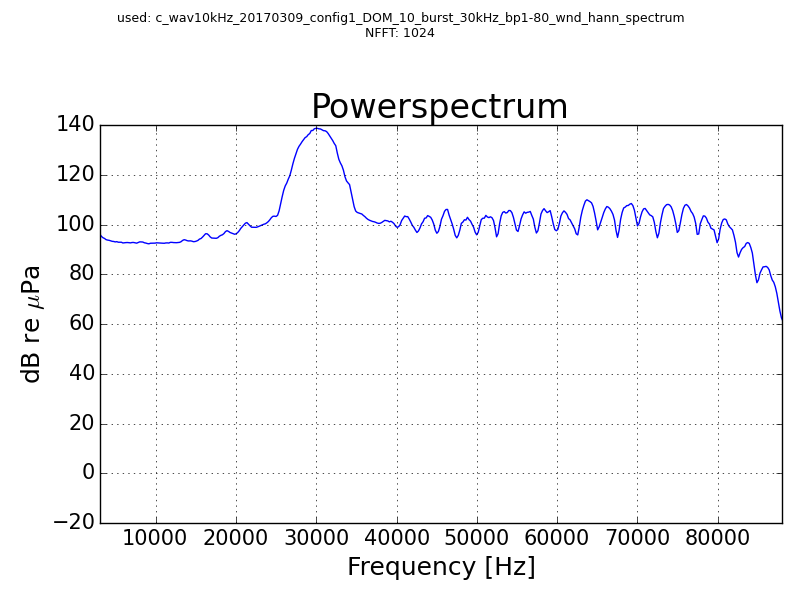 used: c_wav10kHz_20170309_config1_DOM_10_burst_30kHz_bp1-80_wnd_hann_spectrum
NFFT: 1024
Powerspectrum
140
120
100
80
60
40
20
0
−20
dB re μPa
10000 20000 30000 40000 50000 60000 70000 80000
Frequency [Hz]